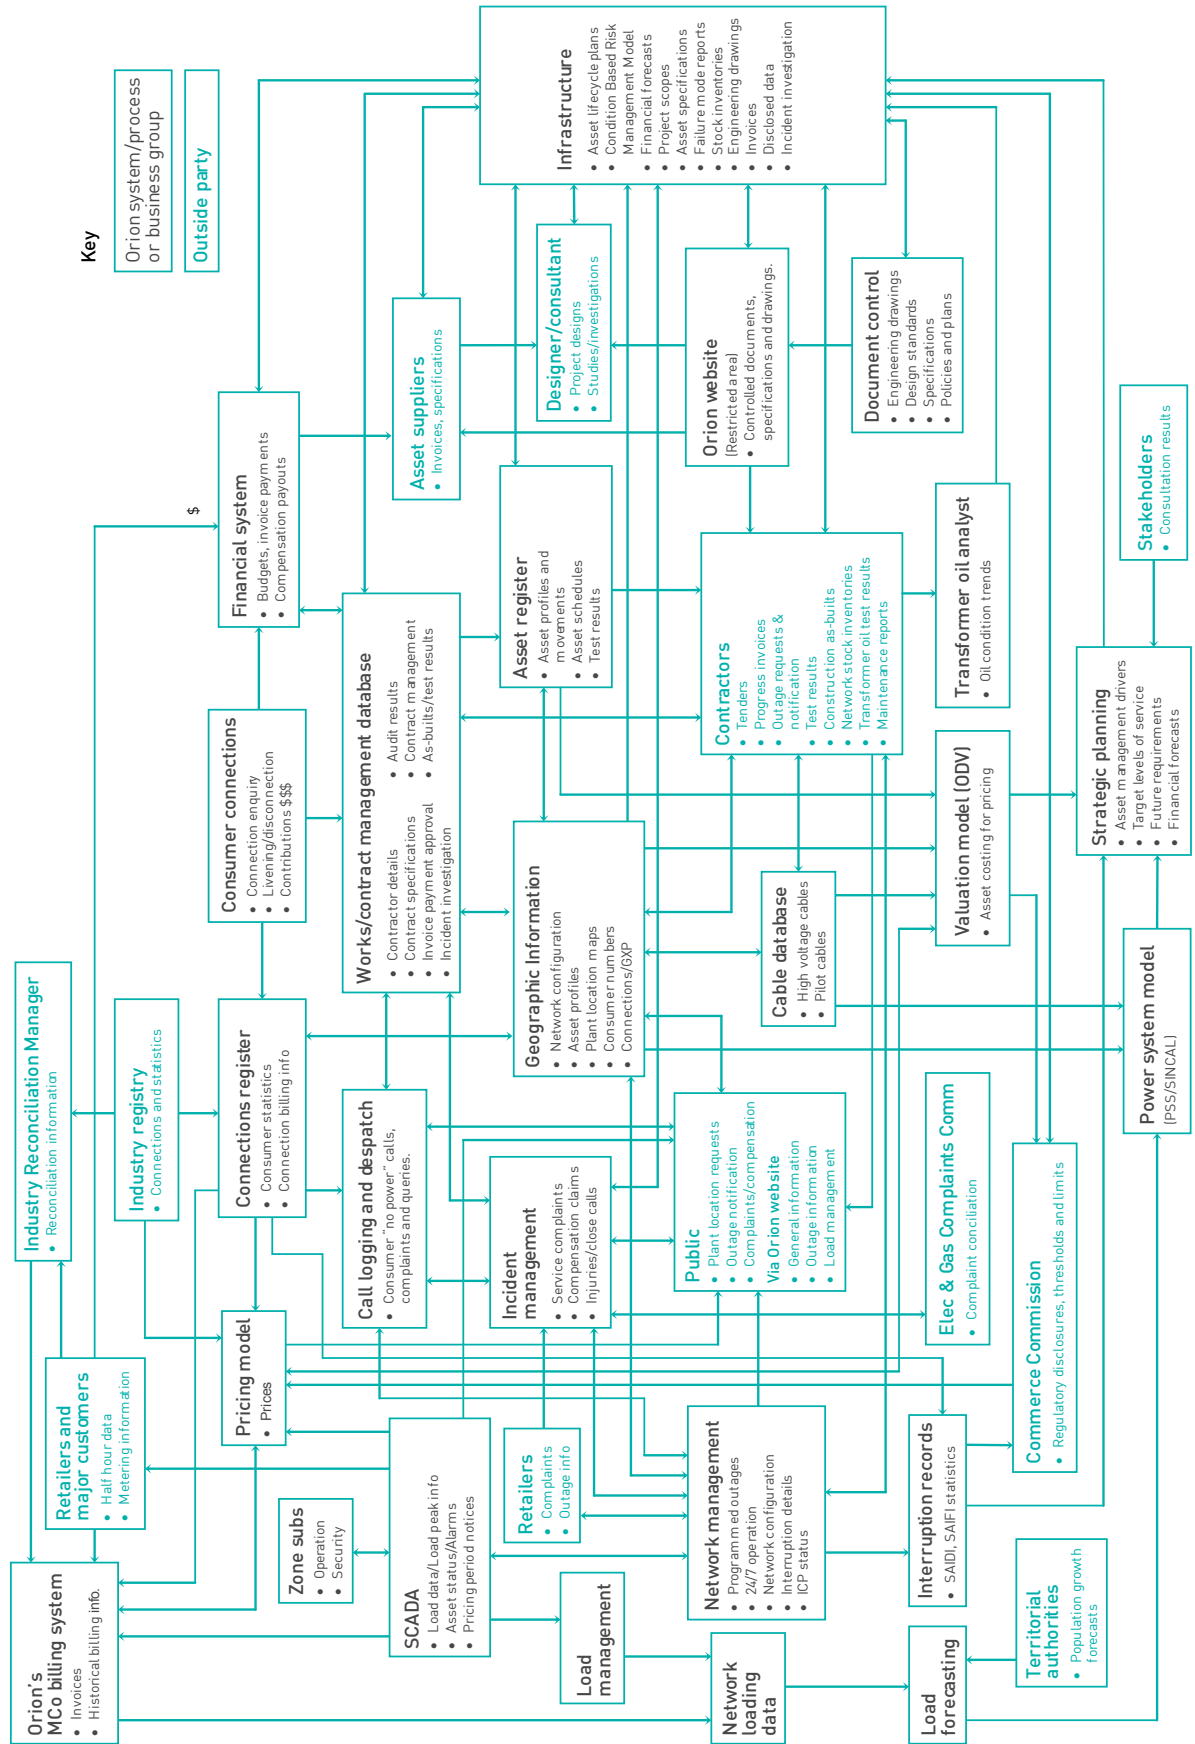 Key
Orion system/process
or business group
Outside party
Industry Reconciliation Manager
• Reconciliation information
Orion's
MCo billing system
• Invoices
• Historical billing info.
Retailers and
major customers
• Half hour data
• Metering information
Industry registry
• Connections and statistics
Pricing model
• Prices
Connections register
• Consumer statistics
• Connection billing info
Consumer connections
• Connection enquiry
• Livening/disconnection
• Contributions $$$
$
Financial system
• Budgets, invoice payments
• Compensation payouts
Zone subs
• Operation
• Security
SCADA
• Load data/Load peak info
• Asset status/Alarms
• Pricing period notices
Call logging and despatch
• Consumer “no power” calls,
complaints and queries.
Works/contract management database
• Contractor details
• Contract specifications
• Invoice payment approval
• Incident investigation
• Audit results
• Contract management
• As-builts/test results
Asset suppliers
• Invoices, specifications
Infrastructure
• Asset lifecycle plans
• Condition Based Risk
Management Model
• Financial forecasts
• Project scopes
• Asset specifications
• Failure mode reports
• Stock inventories
• Engineering drawings
• Invoices
• Disclosed data
• Incident investigation
Load
management
Retailers
• Complaints
• Outage info
Incident
management
• Service complaints
• Compensation claims
• Injuries/close calls
Geographic Information
• Network configuration
• Asset profiles
• Plant location maps
• Consumer numbers
• Connections/GXP
Asset register
• Asset profiles and
movements
• Asset schedules
• Test results
Designer/consultant
• Project designs
• Studies/investigations
Network
loading
data
Network management
• Programmed outages
• 24/7 operation
• Network configuration
• Interruption details
• ICP status
Public
• Plant location requests
• Outage notification
• Complaints/compensation
Via Orion website
• General information
• Outage information
• Load management
Cable database
• High voltage cables
• Pilot cables
Contractors
• Tenders
• Progress invoices
• Outage requests &
notification
• Test results
• Construction as-builts
• Network stock inventories
• Transformer oil test results
• Maintenance reports
Orion website
(Restricted area)
• Controlled documents,
specifications and drawings.
Document control
• Engineering drawings
• Design standards
• Specifications
• Policies and plans
Load
forecasting
Interruption records
• SAIDI, SAIFI statistics
Elec & Gas Complaints Comm
• Complaint conciliation
Valuation model (ODV)
• Asset costing for pricing
Transformer oil analyst
• Oil condition trends
Territorial
authorities
• Population growth
forecasts
Commerce Commission
• Regulatory disclosures, thresholds and limits
Power system model
(PSS/SINCAL)
Strategic planning
• Asset management drivers
• Target levels of service
• Future requirements
• Financial forecasts
Stakeholders
• Consultation results